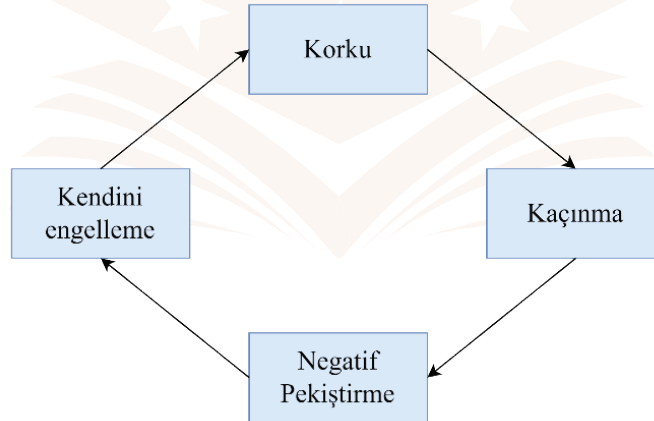 Korku
Kaçınma
Negatif
Pekiştirme
Kendini
engelleme